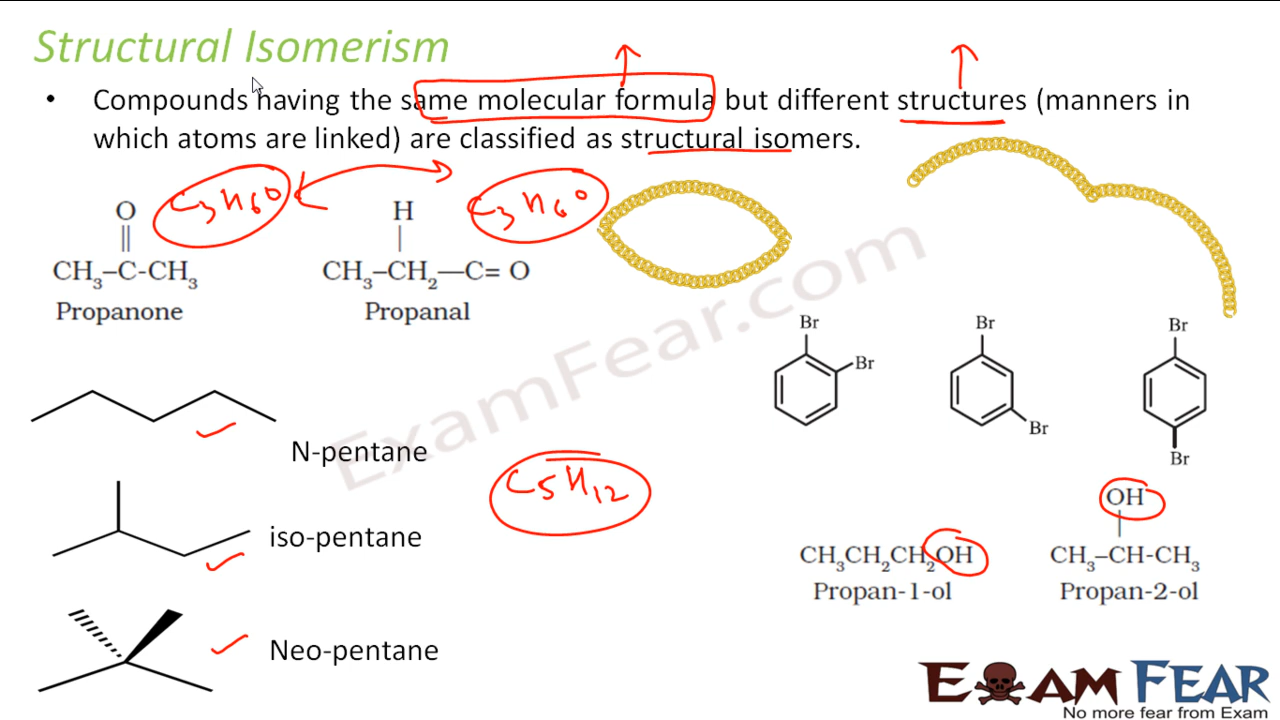 Structural Isomerism
• Compounds having the same molecular formula but different structures (manners in
which atoms are linked) are classified as structural isomers.
C3H6O
C3H6O
O
||
CH₃–C-CH₃
Propanone
H
|
CH₃–CH₂—C= O
Propanal
ExamFear.com
Br
Br
Br
Br
Br
Br
N-pentane
C5H12
iso-pentane
Neo-pentane
CH₃CH₂CH₂OH
Propan-1-ol
OH
|
CH₃–CH-CH₃
Propan-2-ol
EXAM FEAR
No more fear from Exam